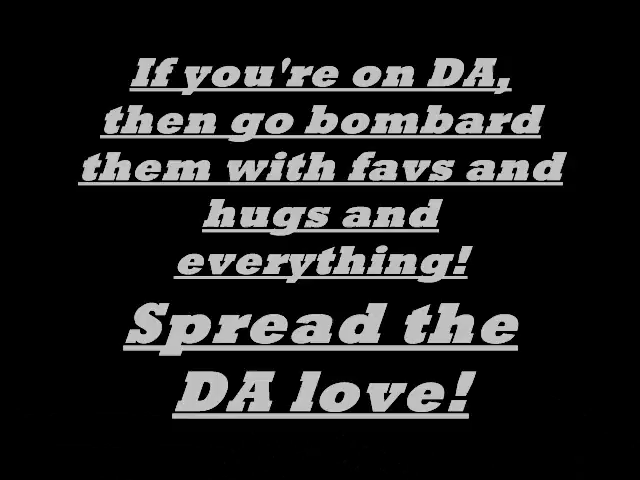 If you're on DA,
then go bombard
them with favs and
hugs and
everything!
Spread the
DA love!